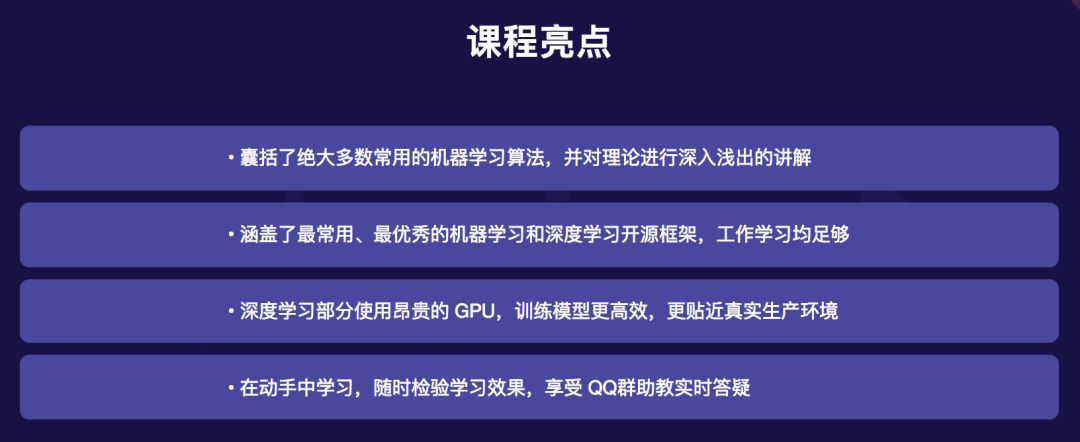 课程亮点
• 囊括了绝大多数常用的机器学习算法，并对理论进行深入浅出的讲解
• 涵盖了最常用、最优秀的机器学习和深度学习开源框架，工作学习均足够
• 深度学习部分使用昂贵的 GPU，训练模型更高效，更贴近真实生产环境
• 在动手中学习，随时检验学习效果，享受 QQ群助教实时答疑